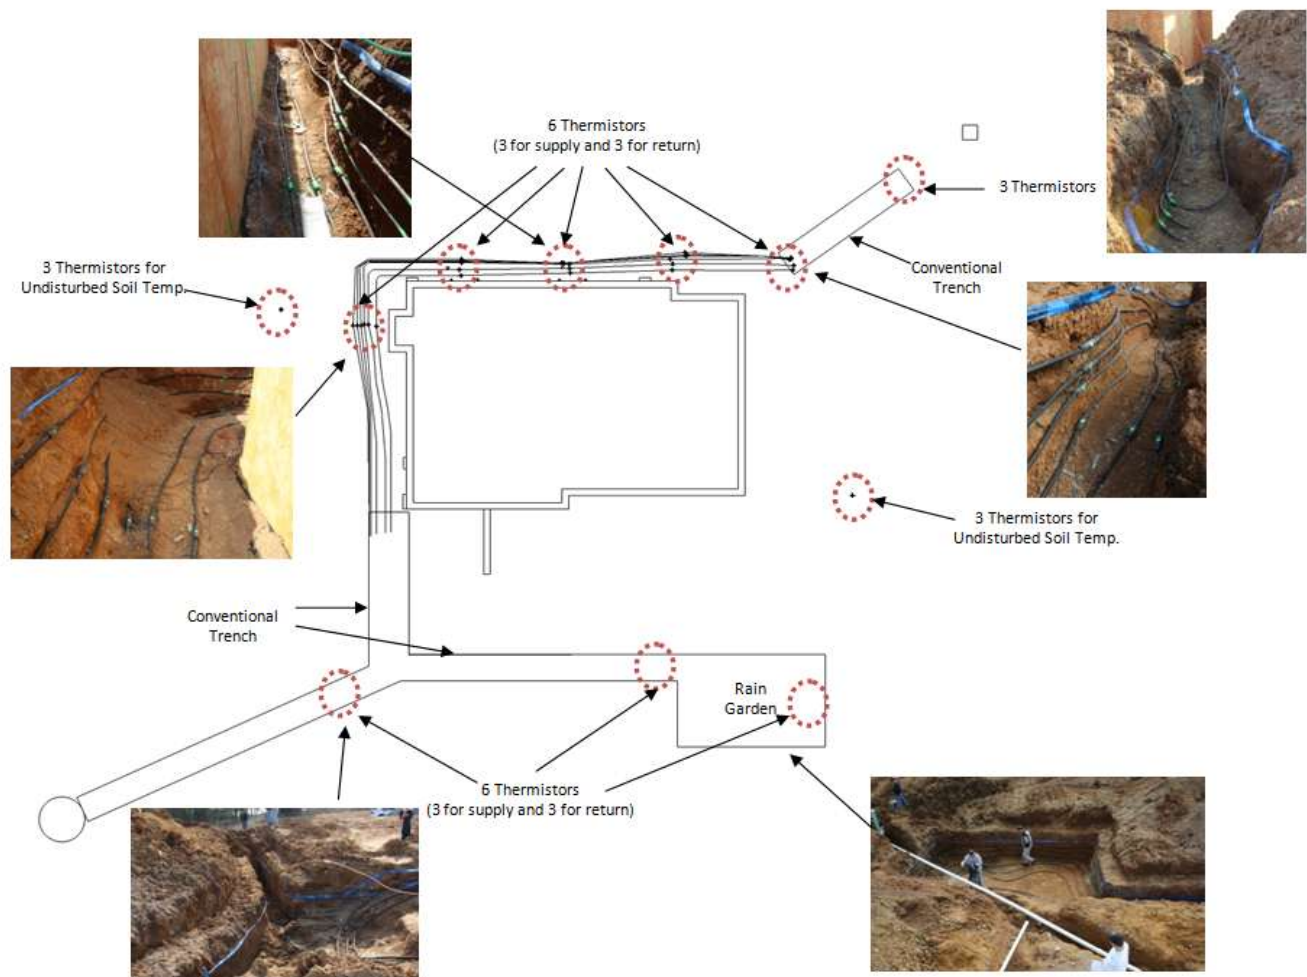 6 Thermistors
(3 for supply and 3 for return)
3 Thermistors
3 Thermistors for
Undisturbed Soil Temp.
Conventional
Trench
3 Thermistors for
Undisturbed Soil Temp.
Conventional
Trench
Rain
Garden
6 Thermistors
(3 for supply and 3 for return)